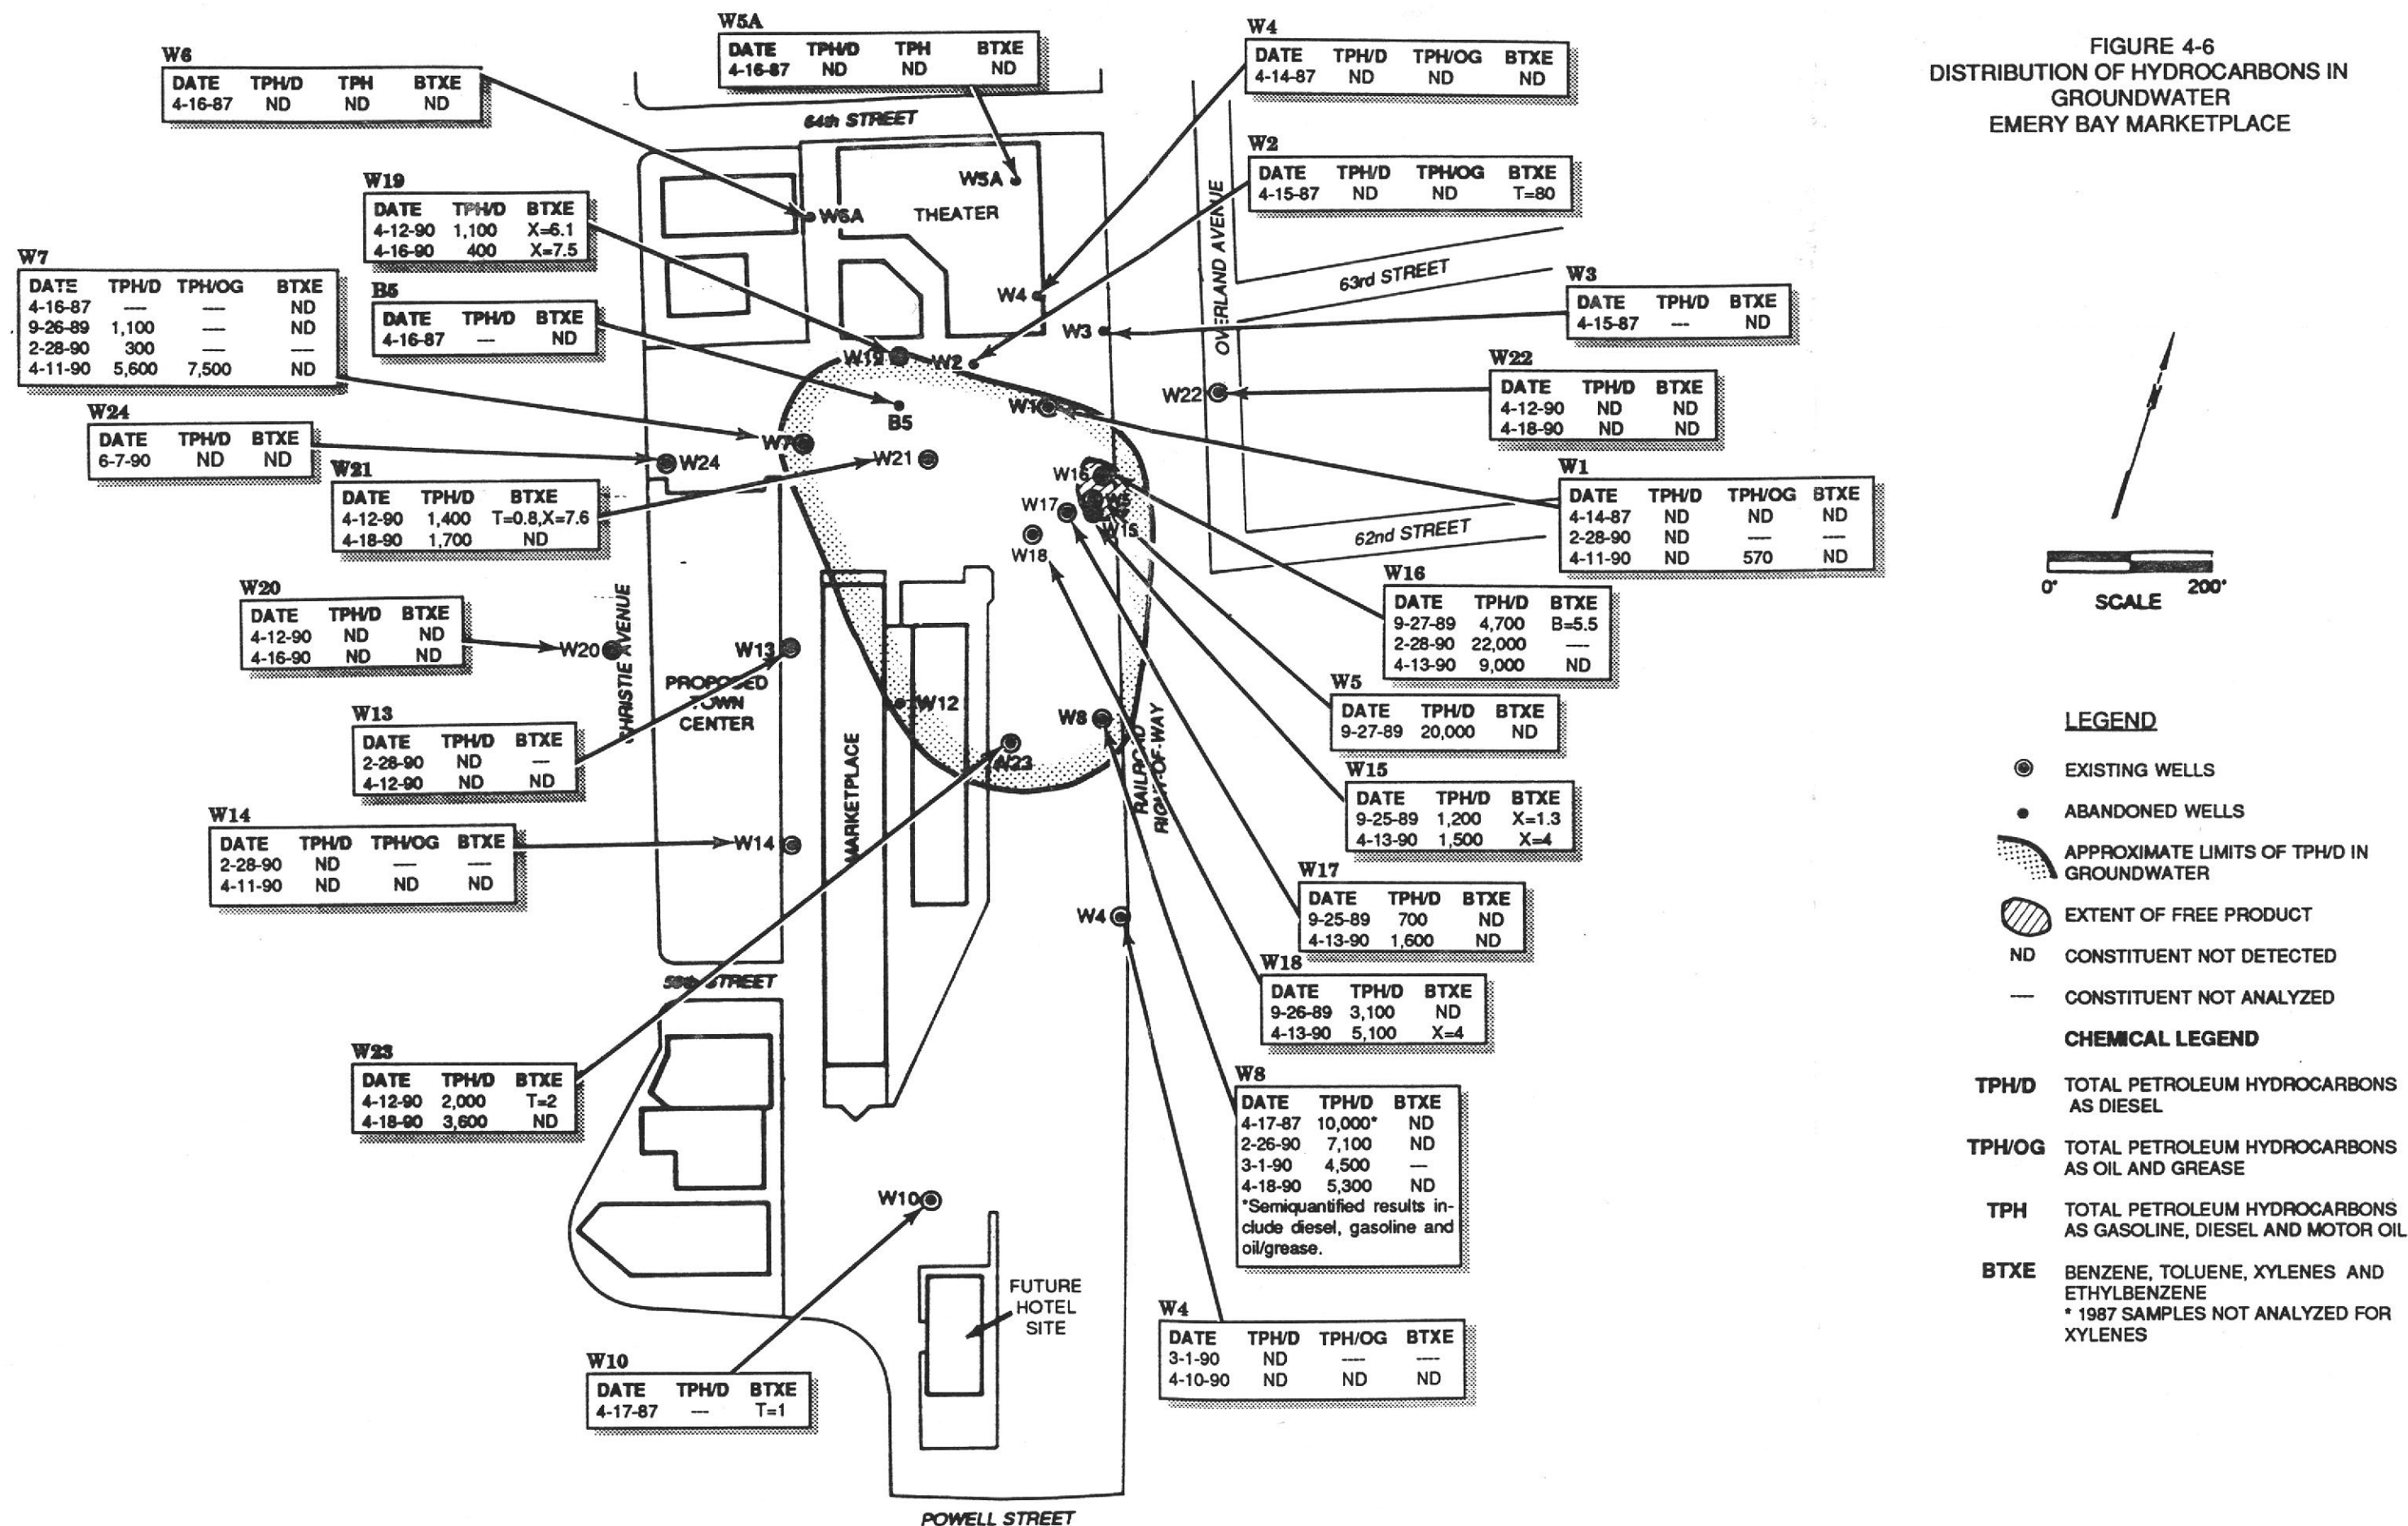 FIGURE 4-6
DISTRIBUTION OF HYDROCARBONS IN
GROUNDWATER
EMERY BAY MARKETPLACE
W5A
DATE TPH/D TPH BTXE
4-16-87 ND ND ND
W4
DATE TPH/D TPH/OG BTXE
4-14-87 ND ND ND
W6
DATE TPH/D TPH BTXE
4-16-87 ND ND ND
W2
DATE TPH/D TPH/OG BTXE
4-15-87 ND ND T=80
W19
DATE TPH/D BTXE
4-12-90 1,100 X=6.1
4-16-90 400 X=7.5
W7
DATE TPH/D TPH/OG BTXE
4-16-87 ---- ---- ND
9-26-89 1,100 ---- ND
2-28-90 300 ---- ----
4-11-90 5,600 7,500 ND
B5
DATE TPH/D BTXE
4-16-87 --- ND
W3
DATE TPH/D BTXE
4-15-87 --- ND
W22
DATE TPH/D BTXE
4-12-90 ND ND
4-18-90 ND ND
W24
DATE TPH/D BTXE
6-7-90 ND ND
W21
DATE TPH/D BTXE
4-12-90 1,400 T=0.8,X=7.6
4-18-90 1,700 ND
W1
DATE TPH/D TPH/OG BTXE
4-14-87 ND ND ND
2-28-90 ND ---- ----
4-11-90 ND 570 ND
W16
DATE TPH/D BTXE
9-27-89 4,700 B=5.5
2-28-90 22,000 ----
4-13-90 9,000 ND
W20
DATE TPH/D BTXE
4-12-90 ND ND
4-16-90 ND ND
W5
DATE TPH/D BTXE
9-27-89 20,000 ND
W13
DATE TPH/D BTXE
2-28-90 ND ---
4-12-90 ND ND
W15
DATE TPH/D BTXE
9-25-89 1,200 X=1.3
4-13-90 1,500 X=4
W14
DATE TPH/D TPH/OG BTXE
2-28-90 ND ---- ----
4-11-90 ND ND ND
W17
DATE TPH/D BTXE
9-25-89 700 ND
4-13-90 1,600 ND
W18
DATE TPH/D BTXE
9-26-89 3,100 ND
4-13-90 5,100 X=4
W23
DATE TPH/D BTXE
4-12-90 2,000 T=2
4-18-90 3,600 ND
W8
DATE TPH/D BTXE
4-17-87 10,000* ND
2-26-90 7,100 ND
3-1-90 4,500 ---
4-18-90 5,300 ND
*Semiquantified results in-
clude diesel, gasoline and
oil/grease.
W4
DATE TPH/D TPH/OG BTXE
3-1-90 ND ---- ----
4-10-90 ND ND ND
W10
DATE TPH/D BTXE
4-17-87 --- T=1
64th STREET
W5A
W6A
THEATER
W4
W3
W19
W2
B5
W1
W22
W7
W24
W21
W16
W5
W17
W15
W18
W20
W13
W12
W8
W23
W14
W4
W10
OVERLAND AVENUE
63rd STREET
62nd STREET
CHRISTIE AVENUE
PROPOSED
TOWN
CENTER
MARKETPLACE
RAILROAD
RIGHT-OF-WAY
STREET
FUTURE
HOTEL
SITE
POWELL STREET
0' 200'
SCALE
LEGEND
EXISTING WELLS
ABANDONED WELLS
APPROXIMATE LIMITS OF TPH/D IN
GROUNDWATER
EXTENT OF FREE PRODUCT
ND CONSTITUENT NOT DETECTED
--- CONSTITUENT NOT ANALYZED
CHEMICAL LEGEND
TPH/D TOTAL PETROLEUM HYDROCARBONS
AS DIESEL
TPH/OG TOTAL PETROLEUM HYDROCARBONS
AS OIL AND GREASE
TPH TOTAL PETROLEUM HYDROCARBONS
AS GASOLINE, DIESEL AND MOTOR OIL
BTXE BENZENE, TOLUENE, XYLENES AND
ETHYLBENZENE
* 1987 SAMPLES NOT ANALYZED FOR
XYLENES